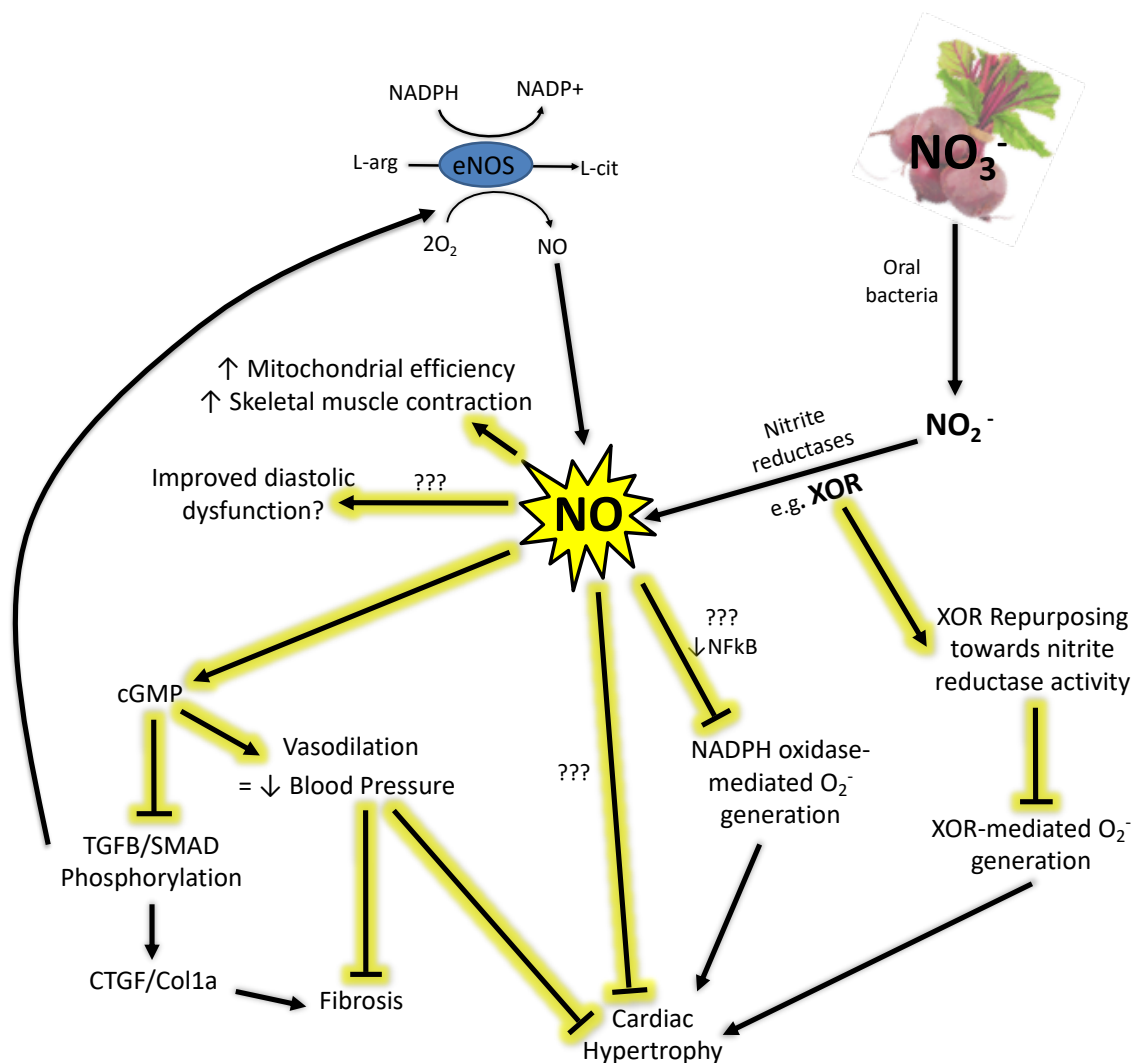 NADPH
NADP+
L-arg
eNOS
L-cit
2O₂
NO
NO₃⁻
Oral
bacteria
NO₂⁻
Nitrite
reductases
e.g. XOR
↑ Mitochondrial efficiency
↑ Skeletal muscle contraction
Improved diastolic
dysfunction?
???
NO
???
↓NFkB
XOR Repurposing
towards nitrite
reductase activity
cGMP
Vasodilation
= ↓ Blood Pressure
???
NADPH oxidase-
mediated O₂⁻
generation
XOR-mediated O₂⁻
generation
TGFB/SMAD
Phosphorylation
CTGF/Col1a
Fibrosis
Cardiac
Hypertrophy